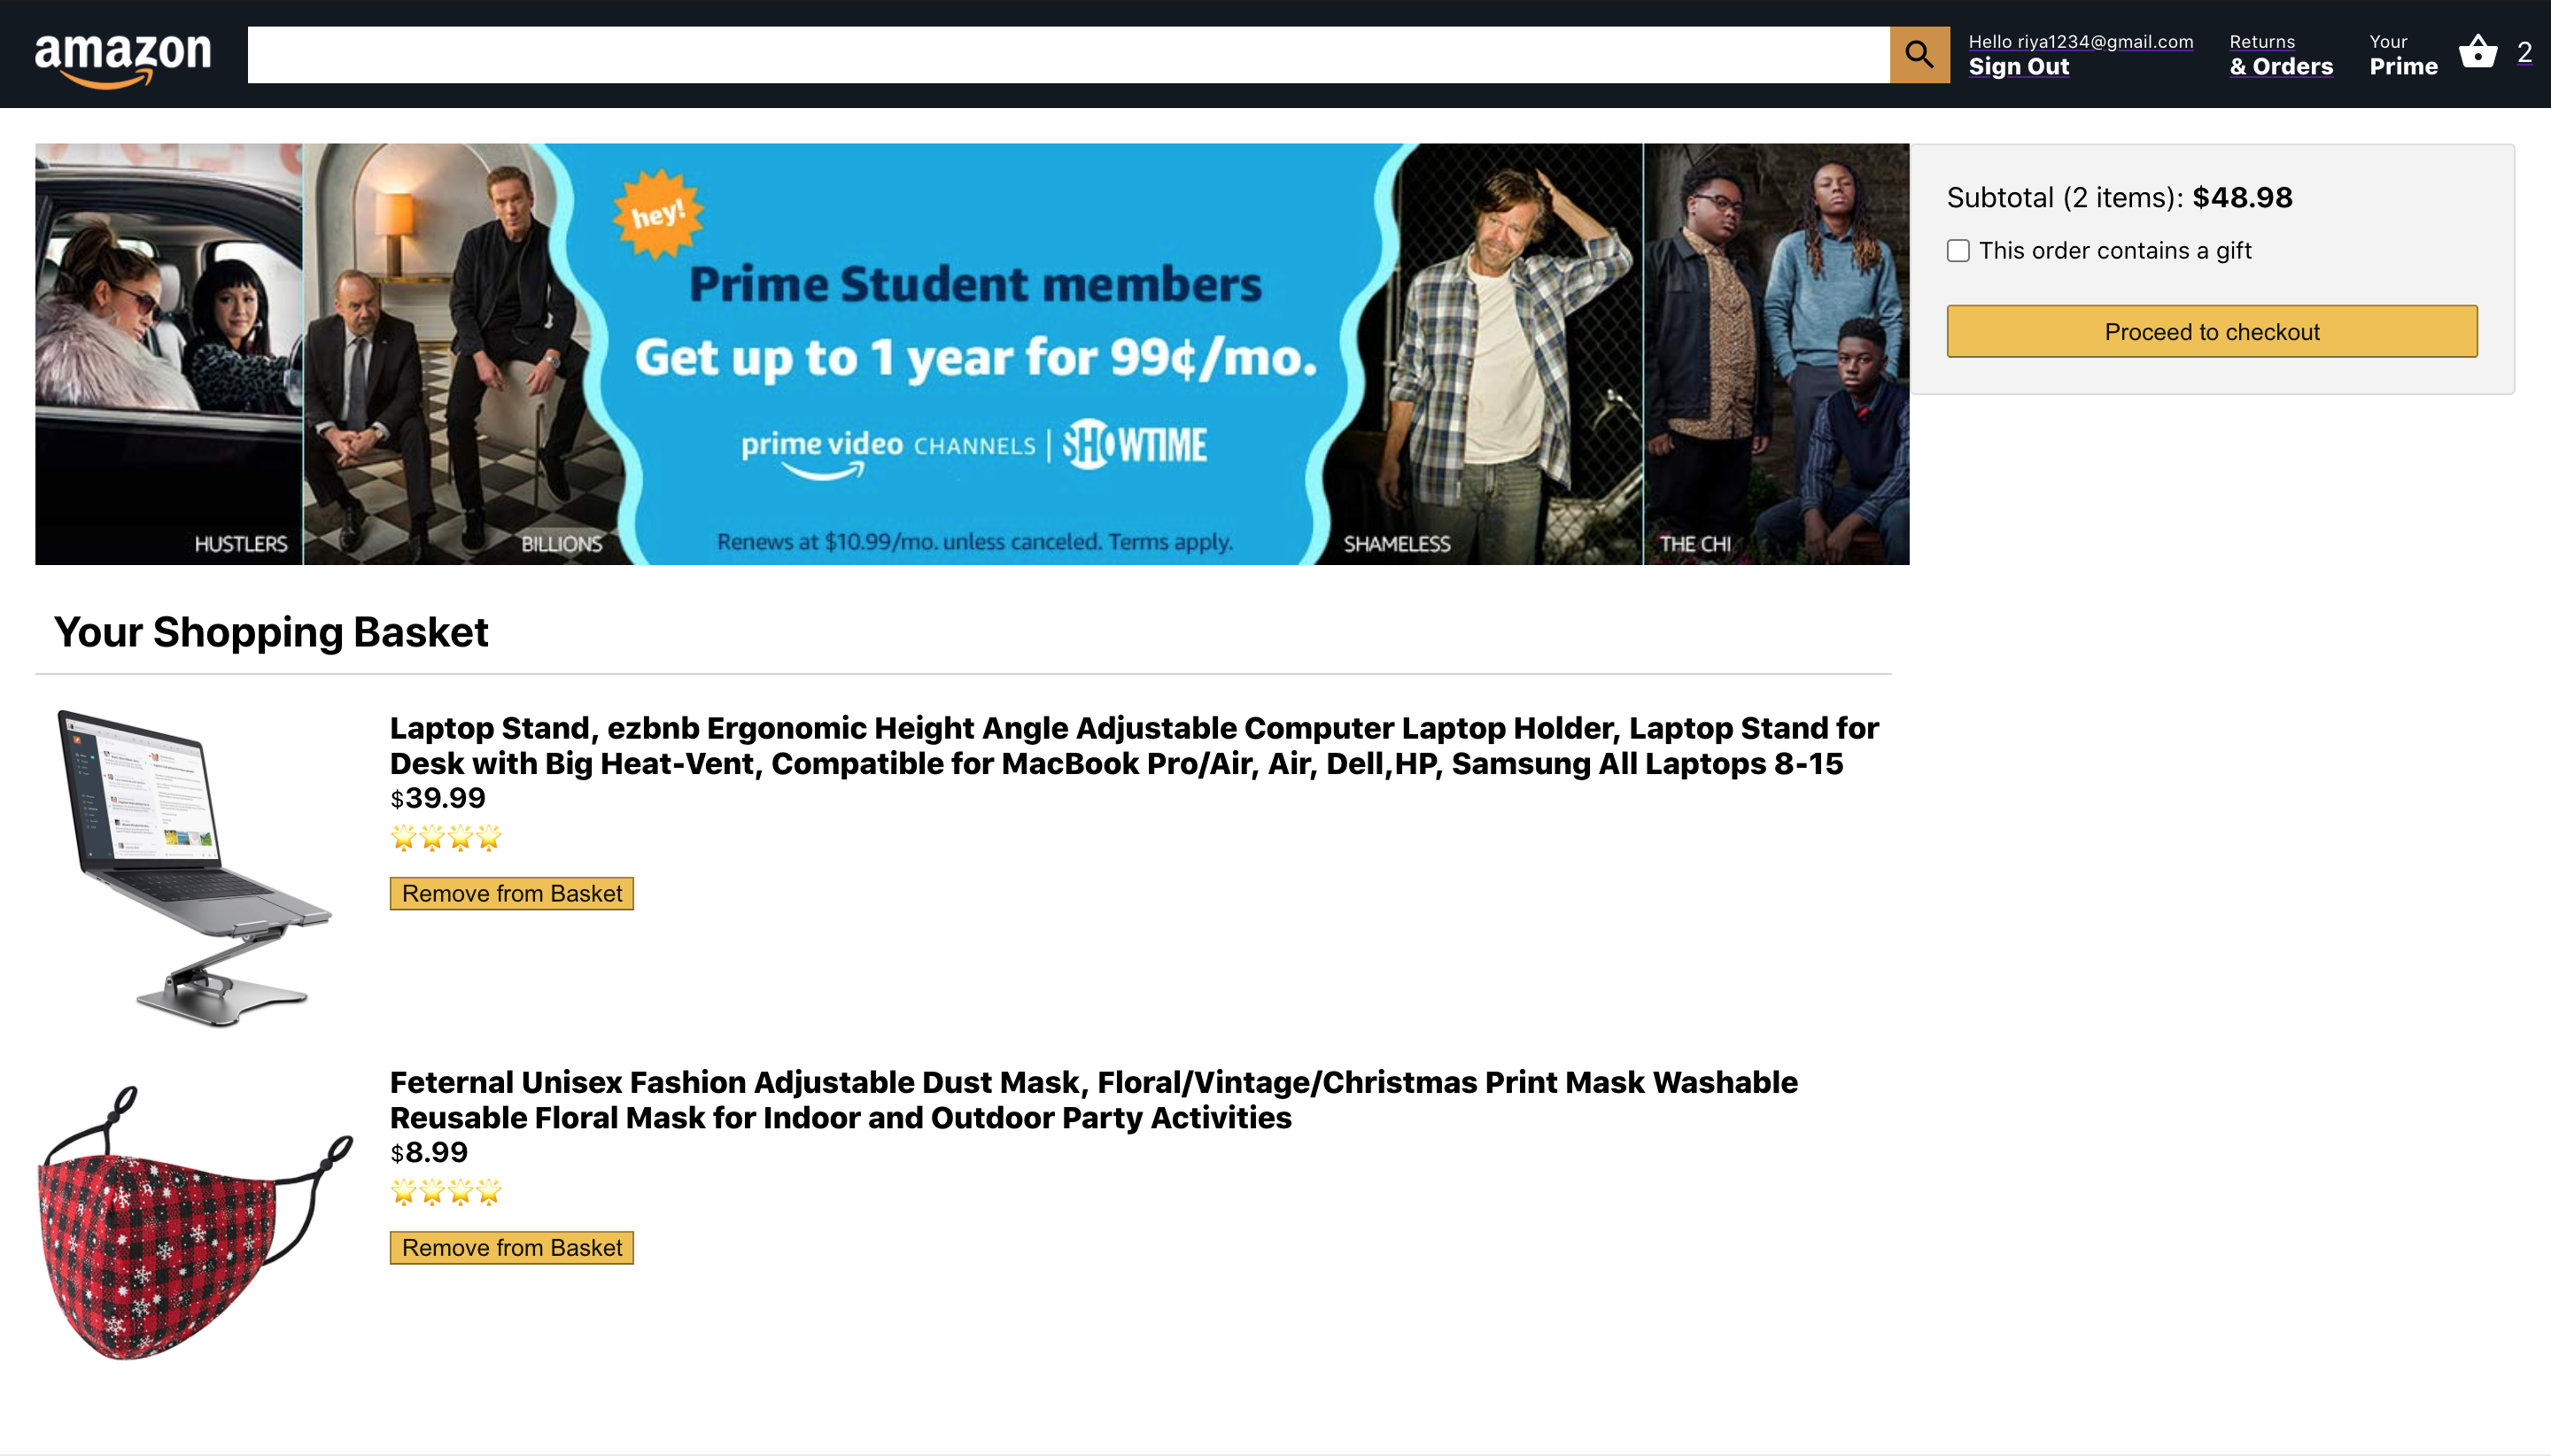 amazon
Hello riya1234@gmail.com
Sign Out
Returns
& Orders
Your
Prime
2
hey!
Prime Student members
Get up to 1 year for 99¢/mo.
prime video CHANNELS | SHOWTIME
Renews at $10.99/mo. unless canceled. Terms apply.
HUSTLERS
BILLIONS
SHAMELESS
THE CHI
Subtotal (2 items): $48.98
This order contains a gift
Proceed to checkout
Your Shopping Basket
Laptop Stand, ezbnb Ergonomic Height Angle Adjustable Computer Laptop Holder, Laptop Stand for
Desk with Big Heat-Vent, Compatible for MacBook Pro/Air, Air, Dell,HP, Samsung All Laptops 8-15
$39.99
Remove from Basket
Feternal Unisex Fashion Adjustable Dust Mask, Floral/Vintage/Christmas Print Mask Washable
Reusable Floral Mask for Indoor and Outdoor Party Activities
$8.99
Remove from Basket